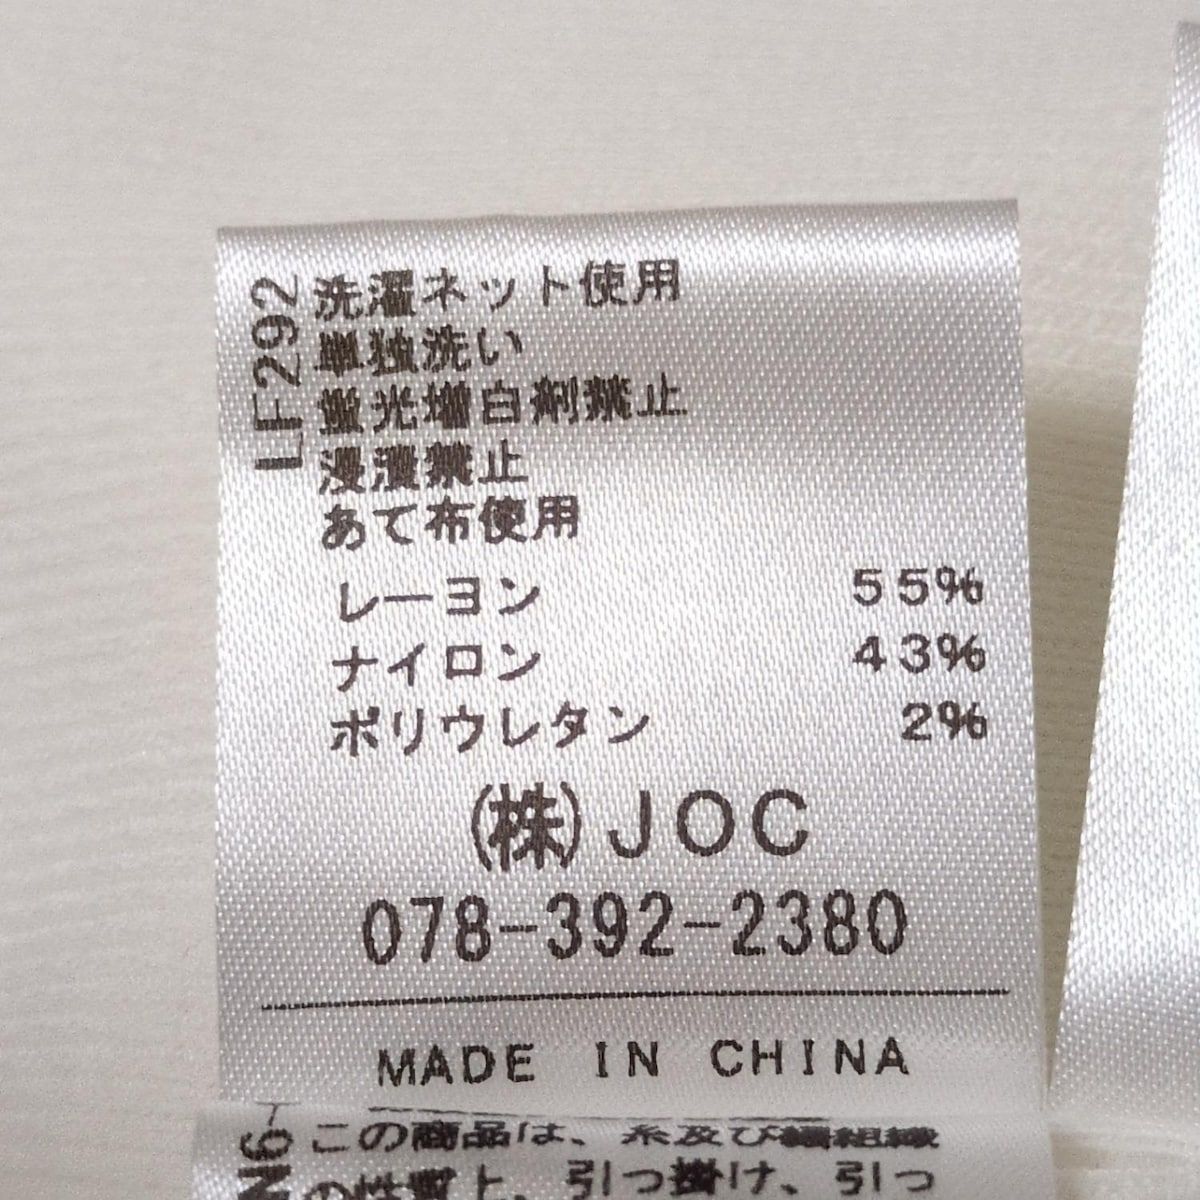 LF292
洗濯ネット使用
単独洗い
蛍光増白剤禁止
浸漬禁止
あて布使用
レーヨン 55%
ナイロン 43%
ポリウレタン 2%
(株)JOC
078-392-2380
MADE IN CHINA
N6-
この商品は、糸及び編組織
の性質上、引っ掛け、引っ